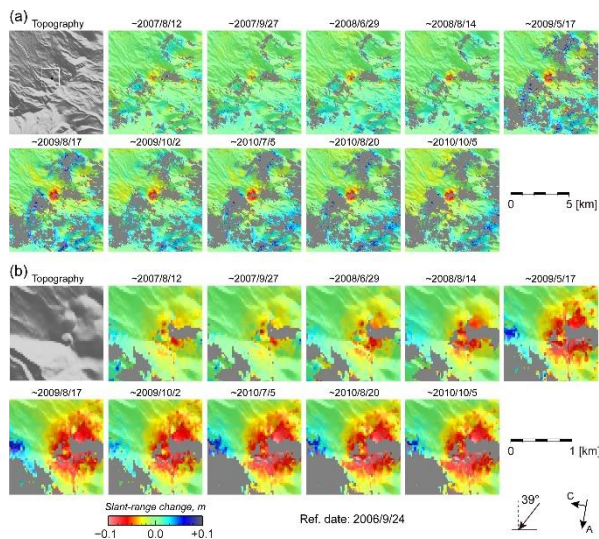 (a)
Topography ~2007/8/12 ~2007/9/27 ~2008/6/29 ~2008/8/14 ~2009/5/17
~2009/8/17 ~2009/10/2 ~2010/7/5 ~2010/8/20 ~2010/10/5
0 5 [km]
(b)
Topography ~2007/8/12 ~2007/9/27 ~2008/6/29 ~2008/8/14 ~2009/5/17
~2009/8/17 ~2009/10/2 ~2010/7/5 ~2010/8/20 ~2010/10/5
0 1 [km]
Slant-range change, m
−0.1 0.0 +0.1
Ref. date: 2006/9/24
39° C
A